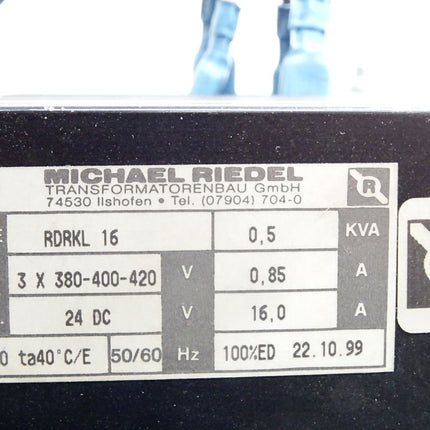 MICHAEL RIEDEL
TRANSFORMATORENBAU GmbH
74530 Ilshofen • Tel. (07904) 704-0
R
E RDRKL 16 0,5 KVA
3 X 380-400-420 V 0,85 A
24 DC V 16,0 A
0 ta40°C/E 50/60 Hz 100%ED 22.10.99